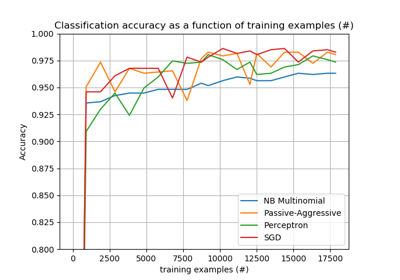 Classification accuracy as a function of training examples (#)
1.000
0.975
0.950
0.925
0.900
0.875
0.850
0.825
0.800
Accuracy
NB Multinomial
Passive-Aggressive
Perceptron
SGD
0 2500 5000 7500 10000 12500 15000 17500
training examples (#)